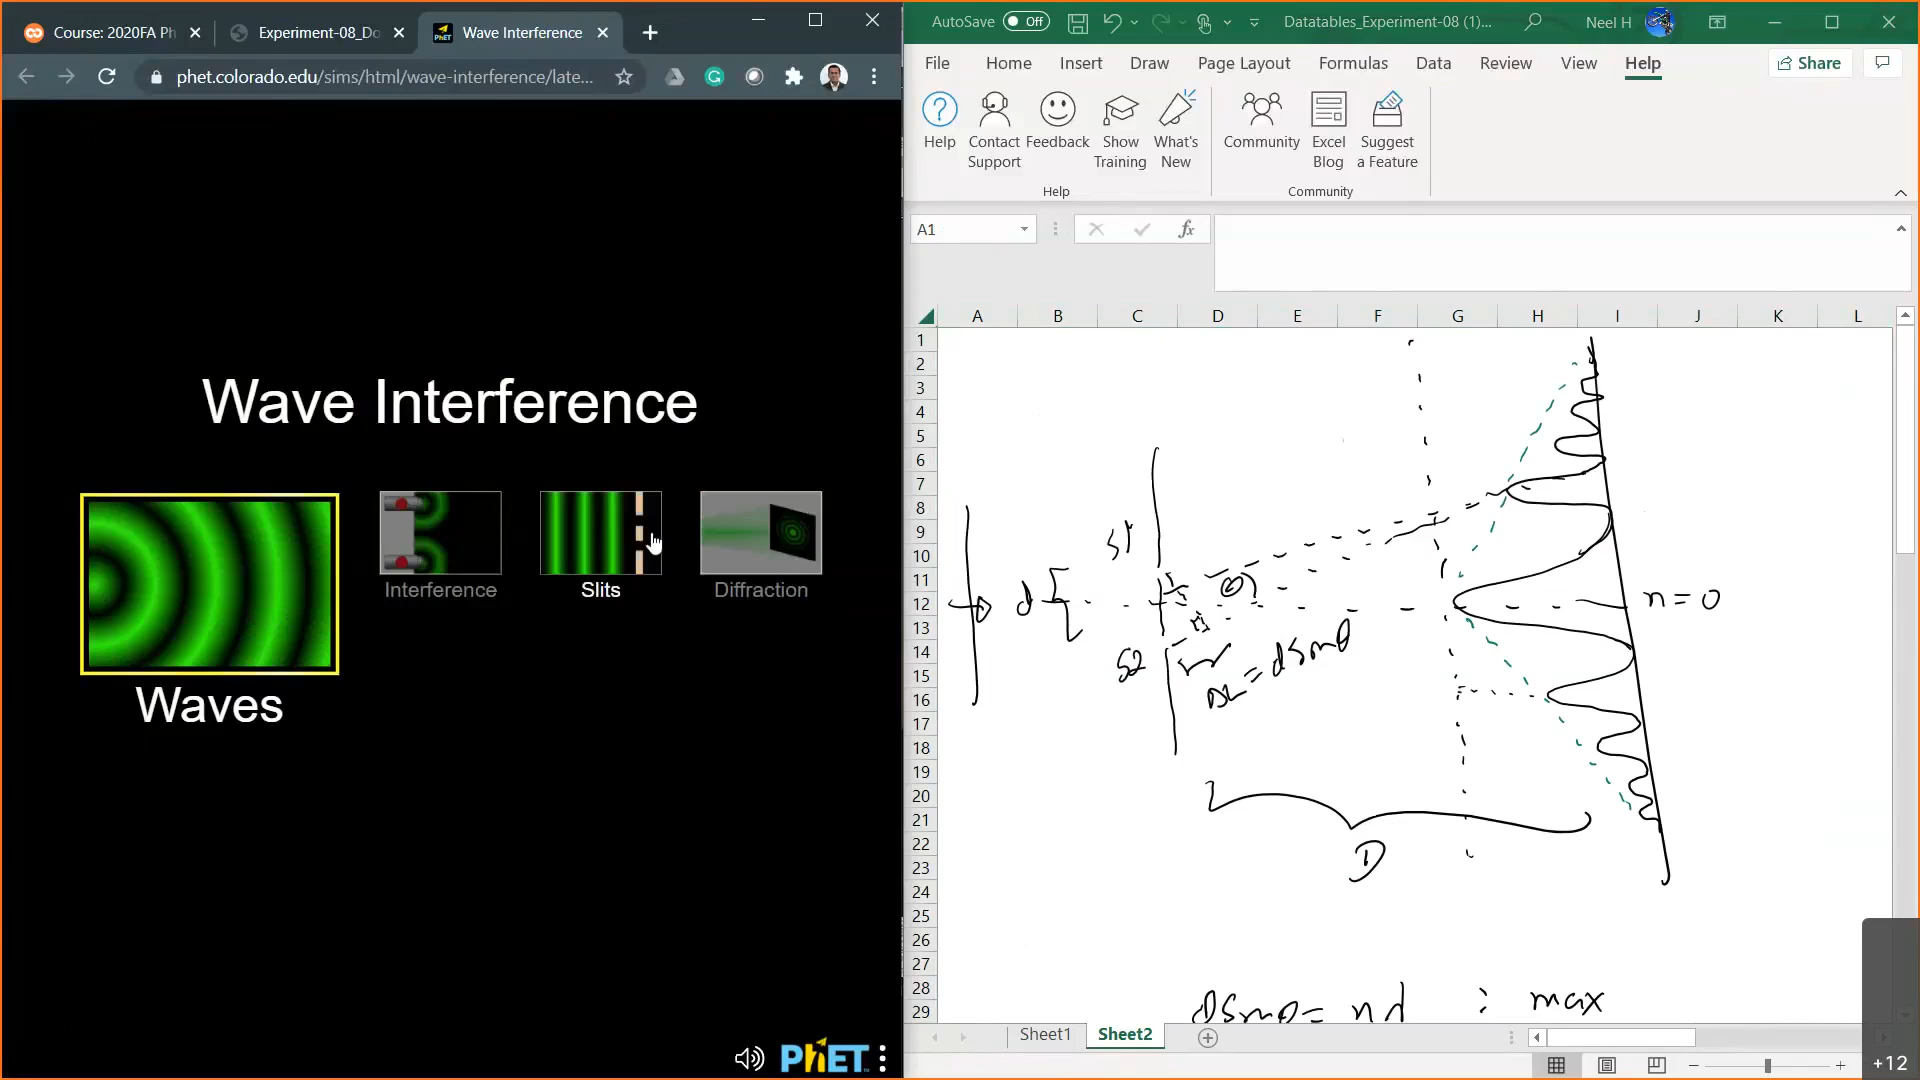 Course: 2020FA Ph
Experiment-08_Do
Wave Interference
phet.colorado.edu/sims/html/wave-interference/late...
Wave Interference
Waves
Interference
Slits
Diffraction
PhET
AutoSave Off
Datatables_Experiment-08 (1)...
Neel H
File Home Insert Draw Page Layout Formulas Data Review View Help
Share
Help
Contact Support
Feedback
Show Training
What's New
Community
Excel Blog
Suggest a Feature
Help
Community
A1
fx
A B C D E F G H I J K L
1
2
3
4
5
6
7
8
9
10
11
12
13
14
15
16
17
18
19
20
21
22
23
24
25
26
27
28
29
S1
d
θ
n = 0
S2
ΔL = dSinθ
D
dSinθ = nλ : max
Sheet1
Sheet2
+12